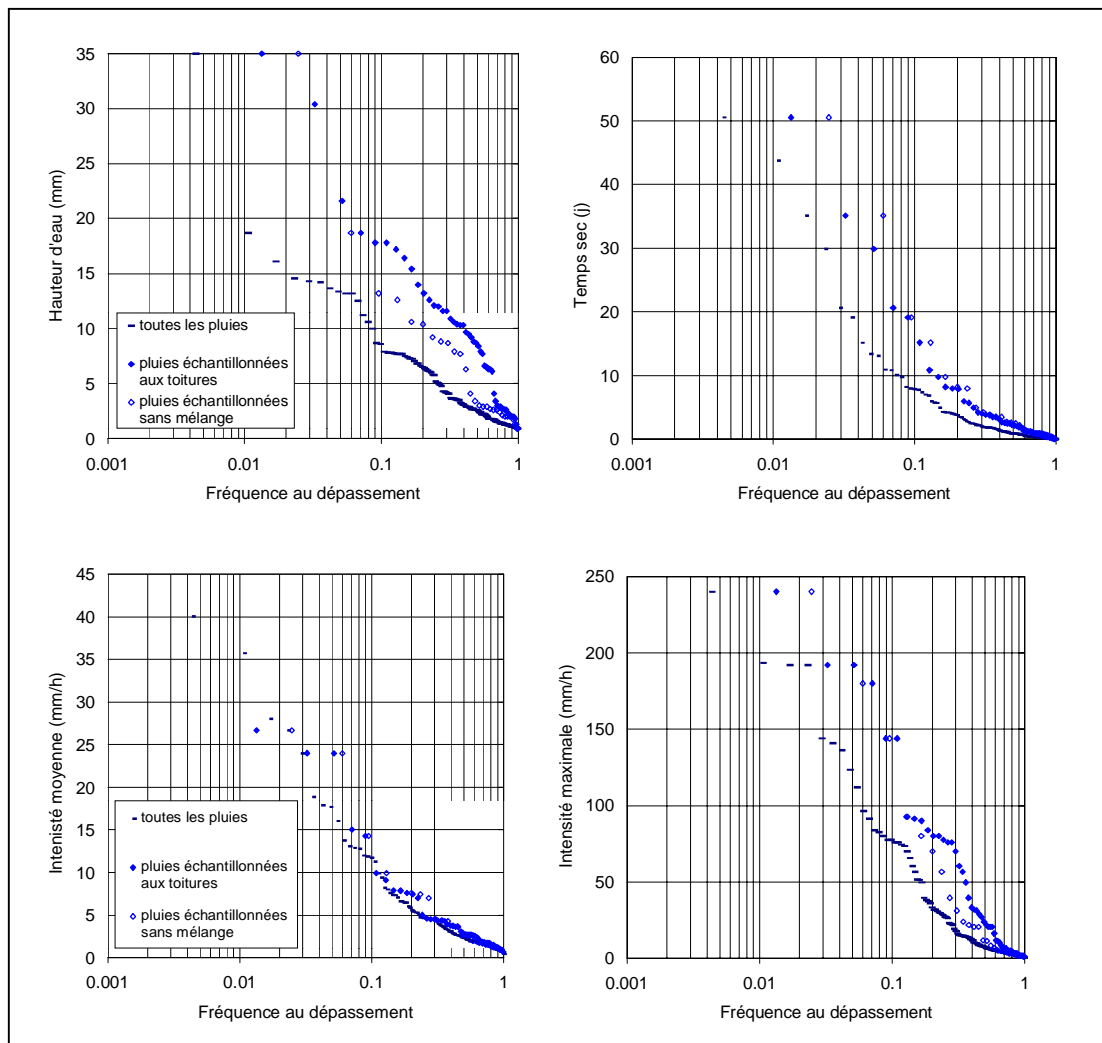 35
30
25
20
15
10
5
0
Hauteur d'eau (mm)
toutes les pluies
pluies échantillonnées
aux toitures
pluies échantillonnées
sans mélange
0.001
0.01
0.1
1
Fréquence au dépassement
60
50
40
30
20
10
0
Temps sec (j)
0.001
0.01
0.1
1
Fréquence au dépassement
45
40
35
30
25
20
15
10
5
0
Intenisté moyenne (mm/h)
toutes les pluies
pluies échantillonnées
aux toitures
pluies échantillonnées
sans mélange
0.001
0.01
0.1
1
Fréquence au dépassement
250
200
150
100
50
0
Intensité maximale (mm/h)
0.001
0.01
0.1
1
Fréquence au dépassement